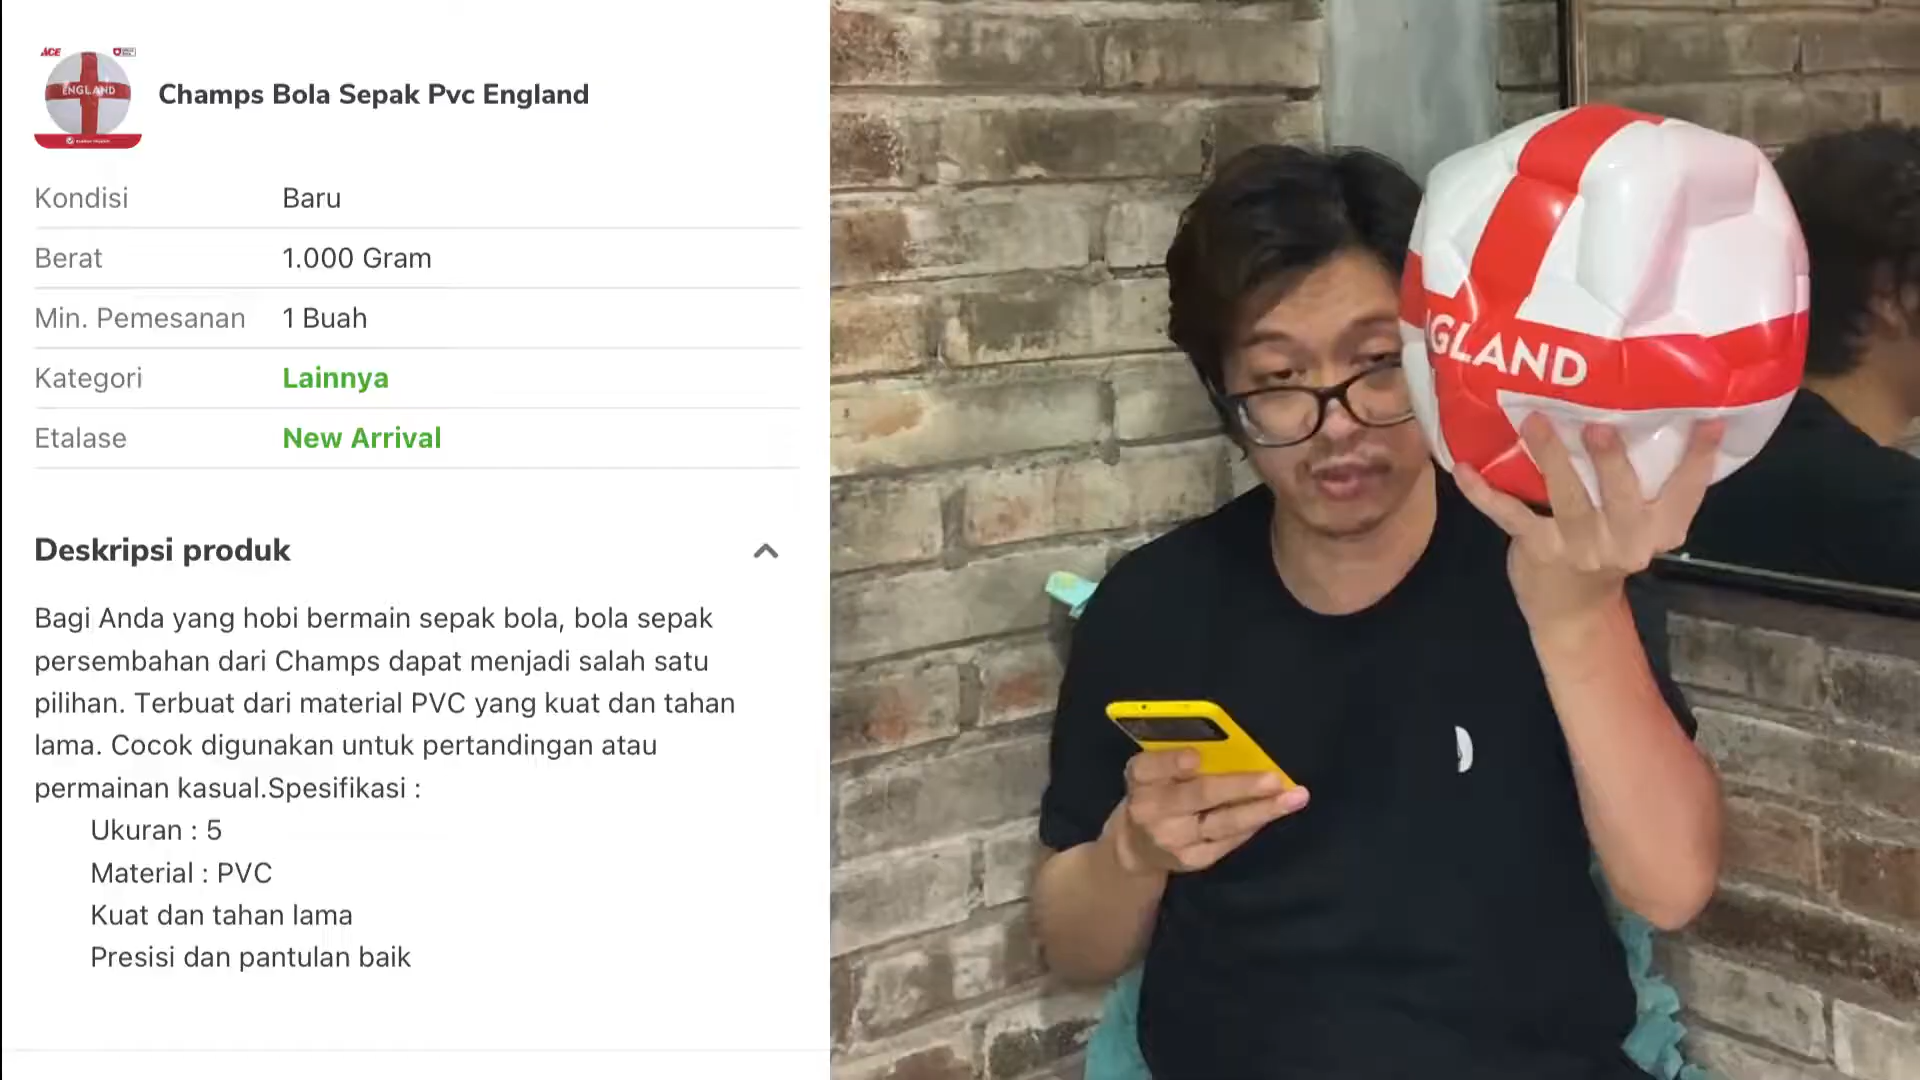 ACE
ENGLAND
Champs Bola Sepak Pvc England
Kondisi Baru
Berat 1.000 Gram
Min. Pemesanan 1 Buah
Kategori Lainnya
Etalase New Arrival
Deskripsi produk
Bagi Anda yang hobi bermain sepak bola, bola sepak
persembahan dari Champs dapat menjadi salah satu
pilihan. Terbuat dari material PVC yang kuat dan tahan
lama. Cocok digunakan untuk pertandingan atau
permainan kasual.Spesifikasi :
Ukuran : 5
Material : PVC
Kuat dan tahan lama
Presisi dan pantulan baik
NGLAND